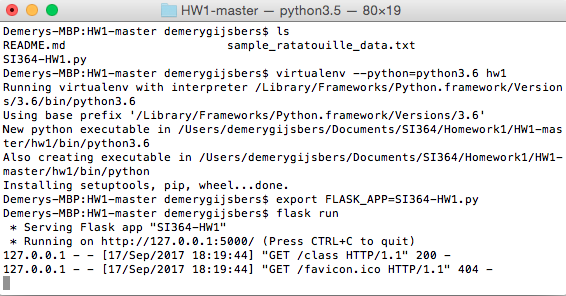 HW1-master — python3.5 — 80×19
Demerys-MBP:HW1-master demerygijsbers$ ls
README.md                       sample_ratatouille_data.txt
SI364-HW1.py
Demerys-MBP:HW1-master demerygijsbers$ virtualenv --python=python3.6 hw1
Running virtualenv with interpreter /Library/Frameworks/Python.framework/Version
s/3.6/bin/python3.6
Using base prefix '/Library/Frameworks/Python.framework/Versions/3.6'
New python executable in /Users/demerygijsbers/Documents/SI364/Homework1/HW1-mas
ter/hw1/bin/python3.6
Also creating executable in /Users/demerygijsbers/Documents/SI364/Homework1/HW1-
master/hw1/bin/python
Installing setuptools, pip, wheel...done.
Demerys-MBP:HW1-master demerygijsbers$ export FLASK_APP=SI364-HW1.py
Demerys-MBP:HW1-master demerygijsbers$ flask run
 * Serving Flask app "SI364-HW1"
 * Running on http://127.0.0.1:5000/ (Press CTRL+C to quit)
127.0.0.1 - - [17/Sep/2017 18:19:44] "GET /class HTTP/1.1" 200 -
127.0.0.1 - - [17/Sep/2017 18:19:44] "GET /favicon.ico HTTP/1.1" 404 -